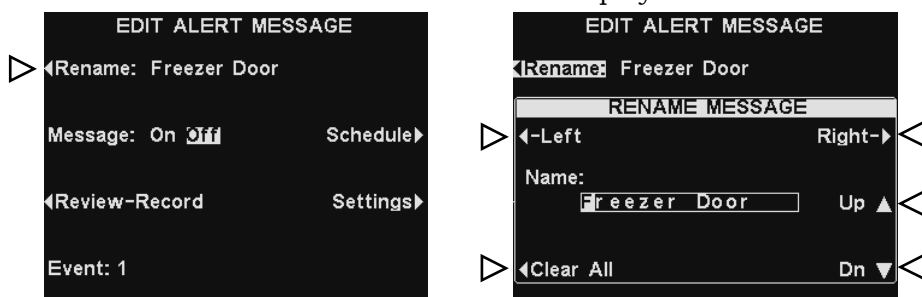 EDIT ALERT MESSAGE
Rename: Freezer Door
Message: On Off Schedule
Review-Record Settings
Event: 1
EDIT ALERT MESSAGE
Rename: Freezer Door
RENAME MESSAGE
-Left Right-
Name:
Freezer Door Up
Clear All Dn